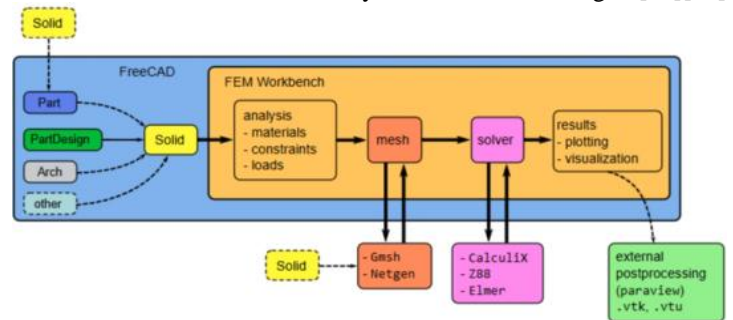 Solid
FreeCAD
FEM Workbench
Part
PartDesign
Arch
other
Solid
analysis
- materials
- constraints
- loads
mesh
solver
results
- plotting
- visualization
Solid
- Gmsh
- Netgen
- CalculiX
- Z88
- Elmer
external
postprocessing
(paraview)
.vtk, .vtu